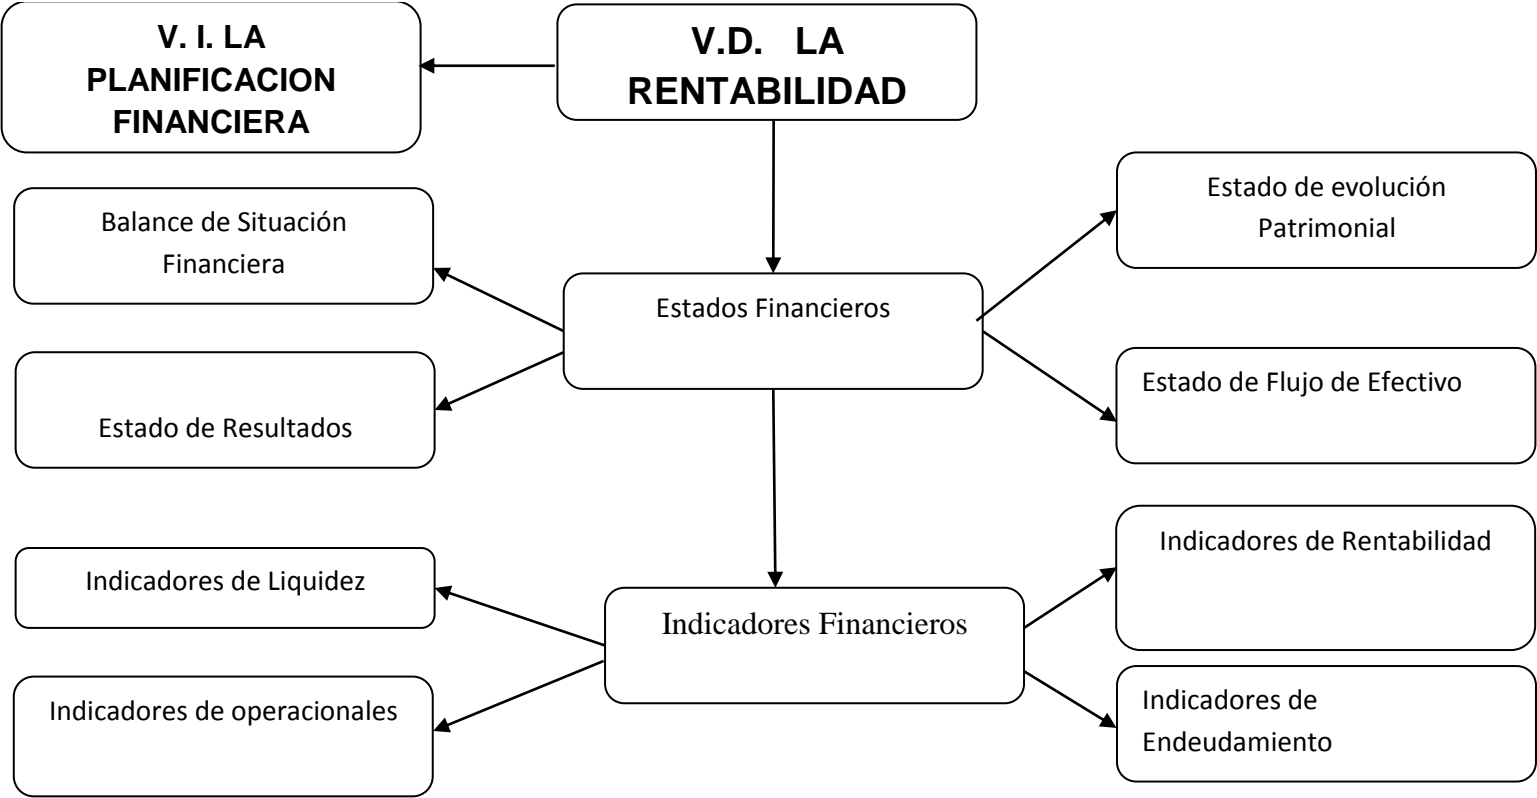 V. I. LA
PLANIFICACION
FINANCIERA
V.D. LA
RENTABILIDAD
Balance de Situación
Financiera
Estado de evolución
Patrimonial
Estados Financieros
Estado de Resultados
Estado de Flujo de Efectivo
Indicadores de Liquidez
Indicadores de Rentabilidad
Indicadores Financieros
Indicadores de operacionales
Indicadores de
Endeudamiento